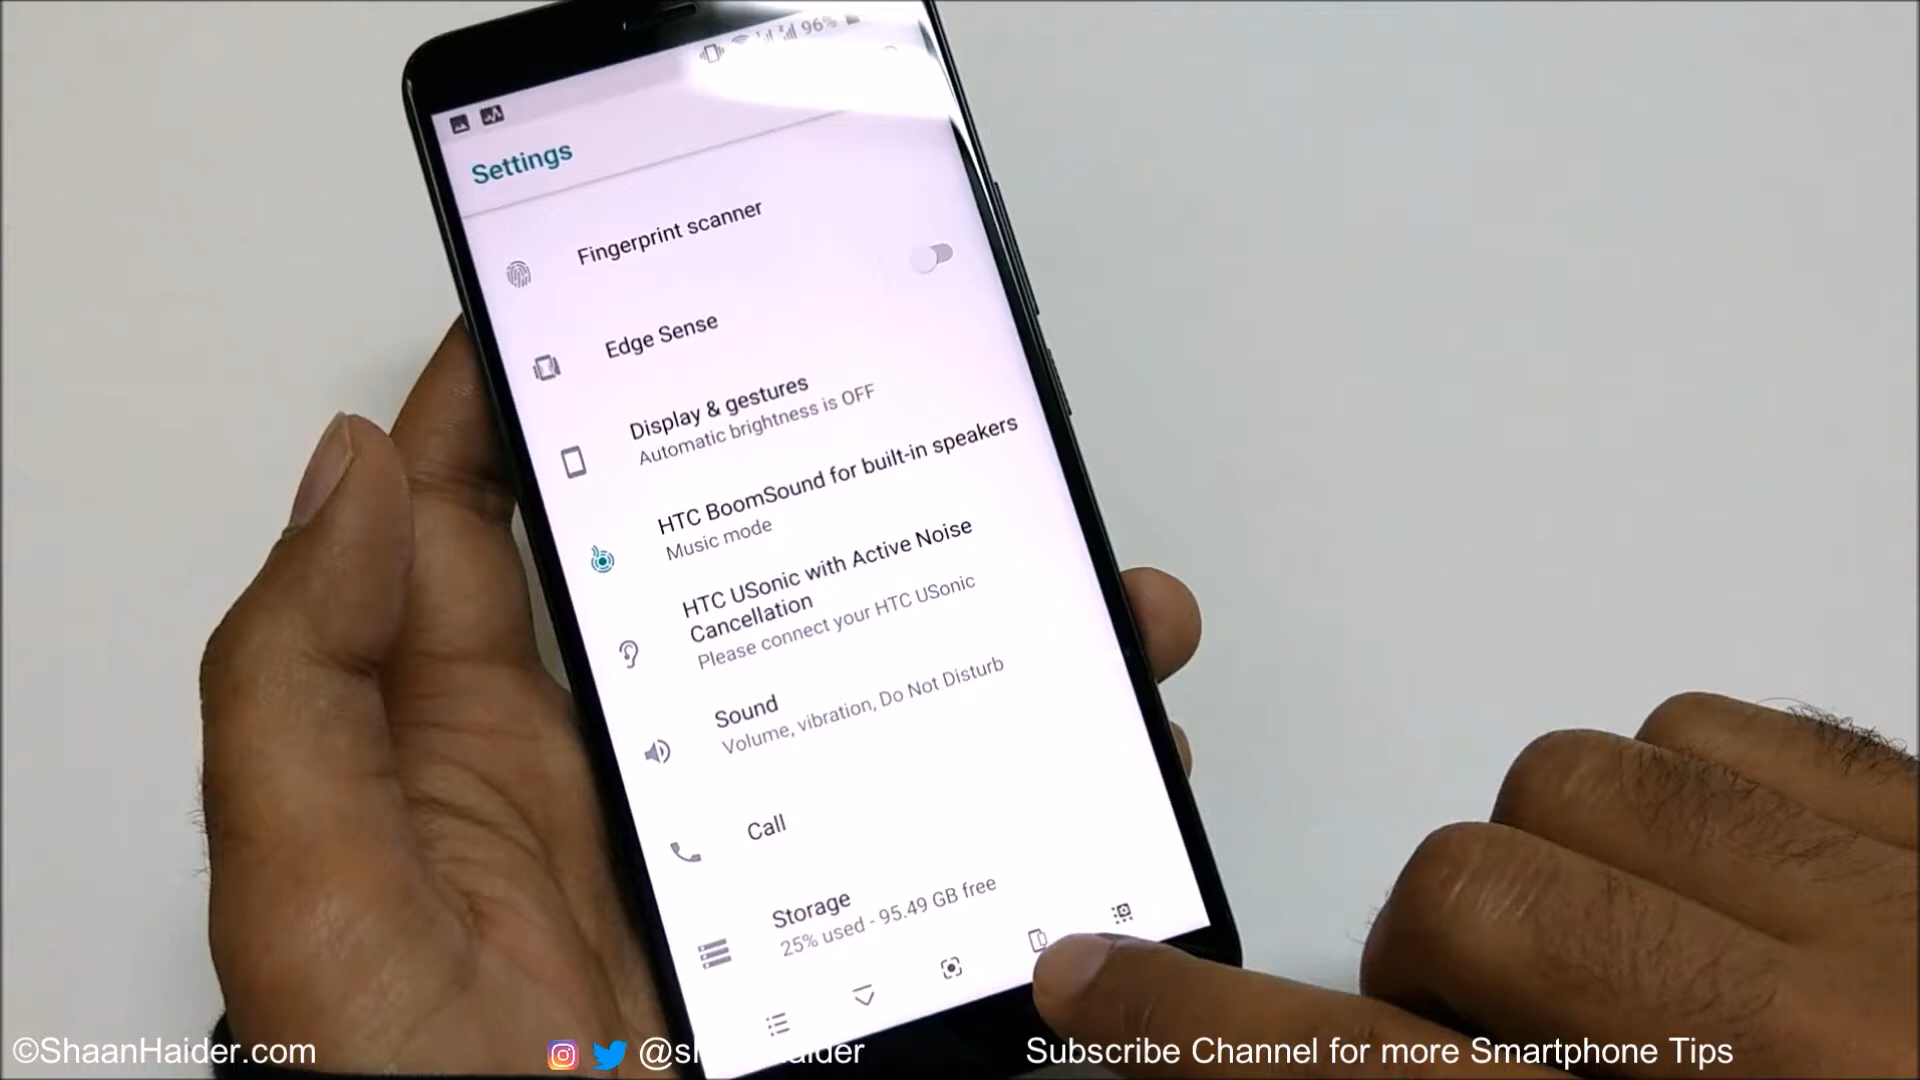 96%
Settings
Fingerprint scanner
Edge Sense
Display & gestures
Automatic brightness is OFF
HTC BoomSound for built-in speakers
Music mode
HTC USonic with Active Noise
Cancellation
Please connect your HTC USonic
Sound
Volume, vibration, Do Not Disturb
Call
Storage
25% used - 95.49 GB free
©ShaanHaider.com
Subscribe Channel for more Smartphone Tips